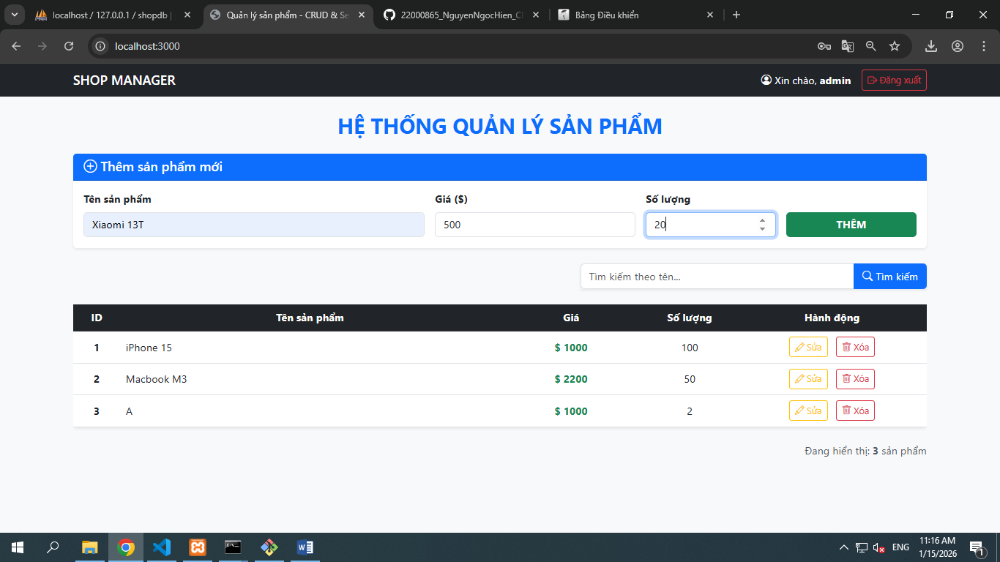 localhost / 127.0.0.1 / shopdb |
Quản lý sản phẩm - CRUD & Se
22000865_NguyenNgocHien_C
Bảng Điều khiển
localhost:3000
SHOP MANAGER
Xin chào, admin
Đăng xuất
HỆ THỐNG QUẢN LÝ SẢN PHẨM
Thêm sản phẩm mới
Tên sản phẩm Giá ($) Số lượng
Xiaomi 13T 500 20 THÊM
Tìm kiếm theo tên... Tìm kiếm
ID Tên sản phẩm Giá Số lượng Hành động
1 iPhone 15 $ 1000 100 Sửa Xóa
2 Macbook M3 $ 2200 50 Sửa Xóa
3 A $ 1000 2 Sửa Xóa
Đang hiển thị: 3 sản phẩm
ENG
11:16 AM
1/15/2026
1